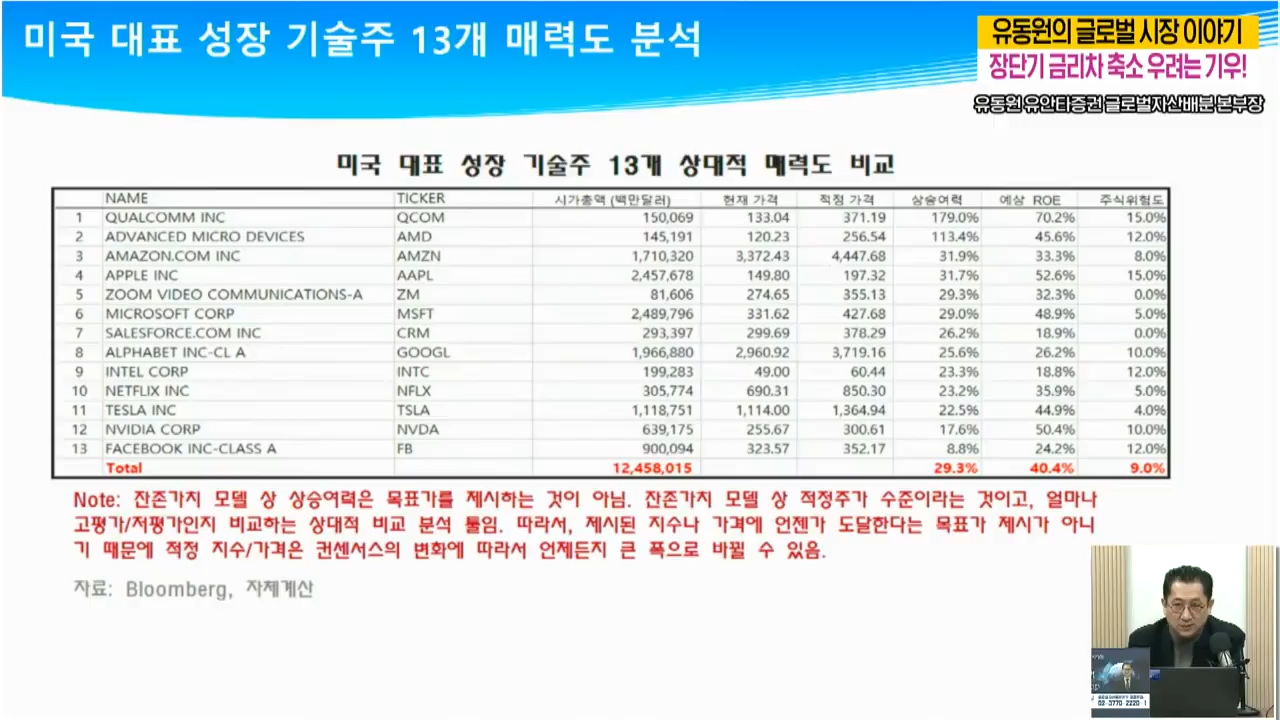 미국 대표 성장 기술주 13개 매력도 분석
유동원의 글로벌 시장 이야기
장단기 금리차 축소 우려는 기우!
유동원 유안타증권 글로벌자산배분 본부장
미국 대표 성장 기술주 13개 상대적 매력도 비교
NAME TICKER 시가총액 (백만달러) 현재 가격 적정 가격 상승여력 예상 ROE 주식위험도
1 QUALCOMM INC QCOM 150,069 133.04 371.19 179.0% 70.2% 15.0%
2 ADVANCED MICRO DEVICES AMD 145,191 120.23 256.54 113.4% 45.6% 12.0%
3 AMAZON.COM INC AMZN 1,710,320 3,372.43 4,447.68 31.9% 33.3% 8.0%
4 APPLE INC AAPL 2,457,678 149.80 197.32 31.7% 52.6% 15.0%
5 ZOOM VIDEO COMMUNICATIONS-A ZM 81,606 274.65 355.13 29.3% 32.3% 0.0%
6 MICROSOFT CORP MSFT 2,489,796 331.62 427.68 29.0% 48.9% 5.0%
7 SALESFORCE.COM INC CRM 293,397 299.69 378.29 26.2% 18.9% 0.0%
8 ALPHABET INC-CL A GOOGL 1,966,880 2,960.92 3,719.16 25.6% 26.2% 10.0%
9 INTEL CORP INTC 199,283 49.00 60.44 23.3% 18.8% 12.0%
10 NETFLIX INC NFLX 305,774 690.31 850.30 23.2% 35.9% 5.0%
11 TESLA INC TSLA 1,118,751 1,114.00 1,364.94 22.5% 44.9% 4.0%
12 NVIDIA CORP NVDA 639,175 255.67 300.61 17.6% 50.4% 10.0%
13 FACEBOOK INC-CLASS A FB 900,094 323.57 352.17 8.8% 24.2% 12.0%
Total 12,458,015 29.3% 40.4% 9.0%
Note: 잔존가치 모델 상 상승여력은 목표가를 제시하는 것이 아님. 잔존가치 모델 상 적정주가 수준이라는 것이고, 얼마나
고평가/저평가인지 비교하는 상대적 비교 분석 툴임. 따라서, 제시된 지수나 가격에 언젠가 도달한다는 목표가 제시가 아니
기 때문에 적정 지수/가격은 컨센서스의 변화에 따라서 언제든지 큰 폭으로 바뀔 수 있음.
자료: Bloomberg, 자체계산
02-3770-2220